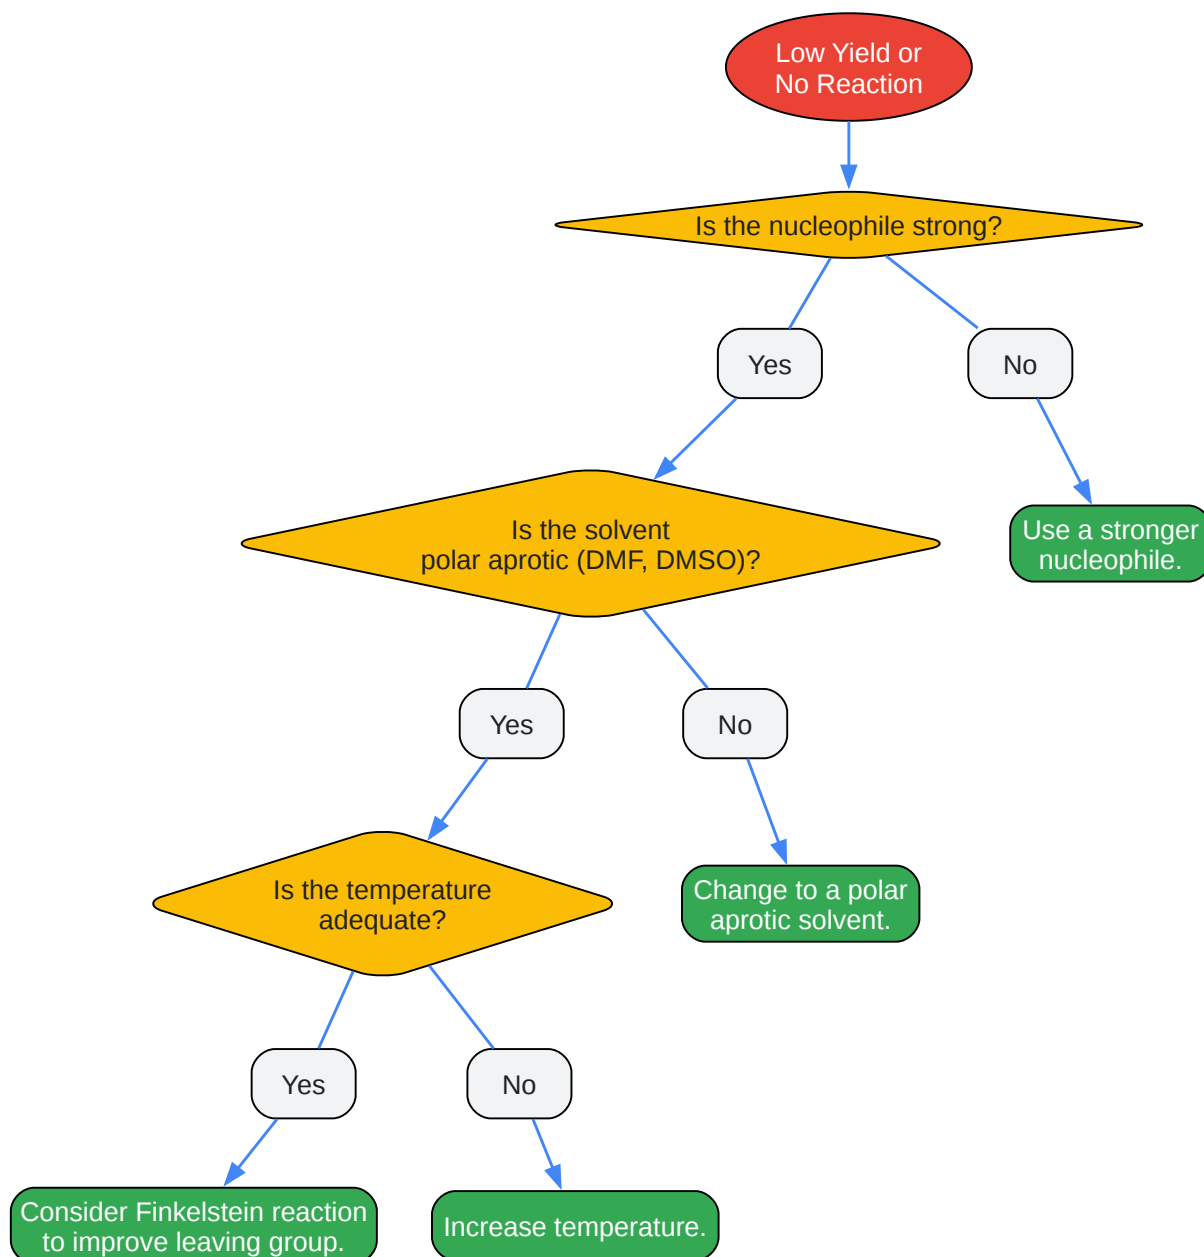 Low Yield or
No Reaction
Is the nucleophile strong?
Yes
No
Is the solvent
polar aprotic (DMF, DMSO)?
Use a stronger
nucleophile.
Yes
No
Is the temperature
adequate?
Change to a polar
aprotic solvent.
Yes
No
Consider Finkelstein reaction
to improve leaving group.
Increase temperature.